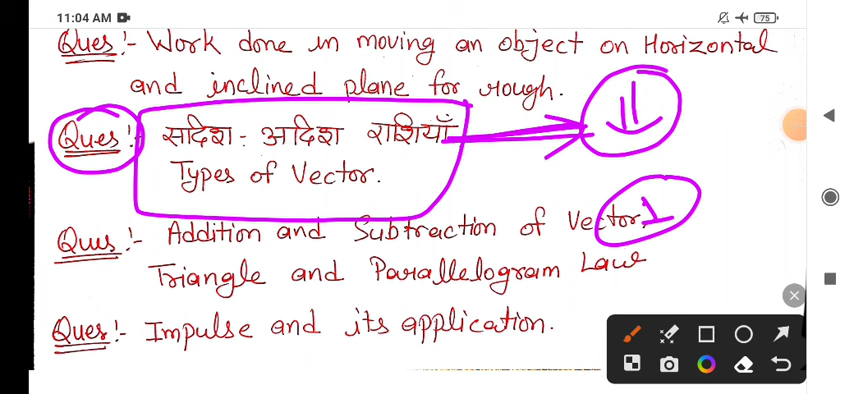 11:04 AM
75
Ques :- Work done in moving an object on Horizontal
and inclined plane for rough.
Ques :- सदिश - अदिश राशियाँ
Types of Vector.
Ques :- Addition and Subtraction of Vector,
Triangle and Parallelogram Law
Ques :- Impulse and its application.